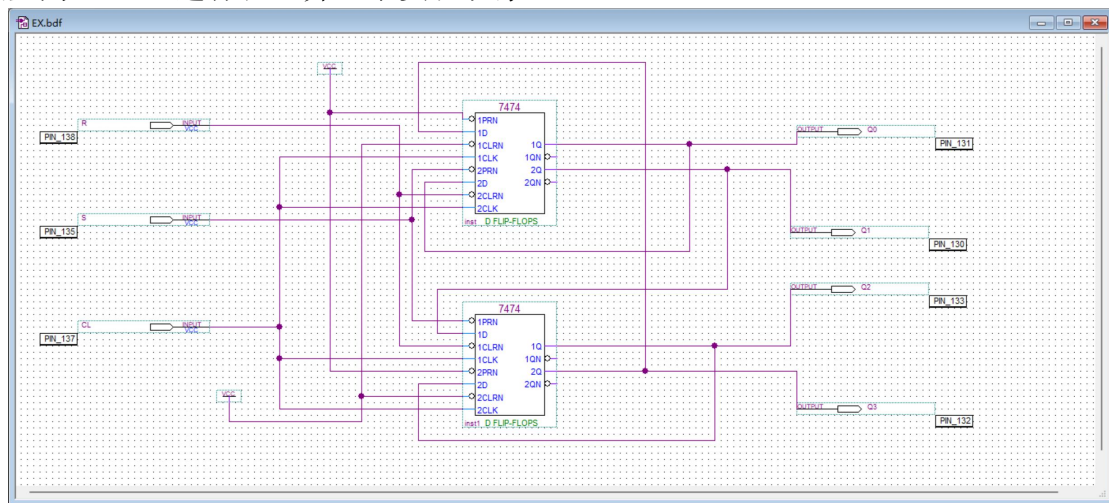 EX.bdf
VCC
7474
1PRN
1D
1CLRN
1CLK
2PRN
2D
2CLRN
2CLK
1Q
1QN
2Q
2QN
inst D FLIP-FLOPS
R INPUT
VCC
PIN_138
S INPUT
VCC
PIN_135
CL INPUT
VCC
PIN_137
VCC
OUTPUT Q0
PIN_131
OUTPUT Q1
PIN_130
OUTPUT Q2
PIN_133
OUTPUT Q3
PIN_132
7474
1PRN
1D
1CLRN
1CLK
2PRN
2D
2CLRN
2CLK
1Q
1QN
2Q
2QN
inst1 D FLIP-FLOPS